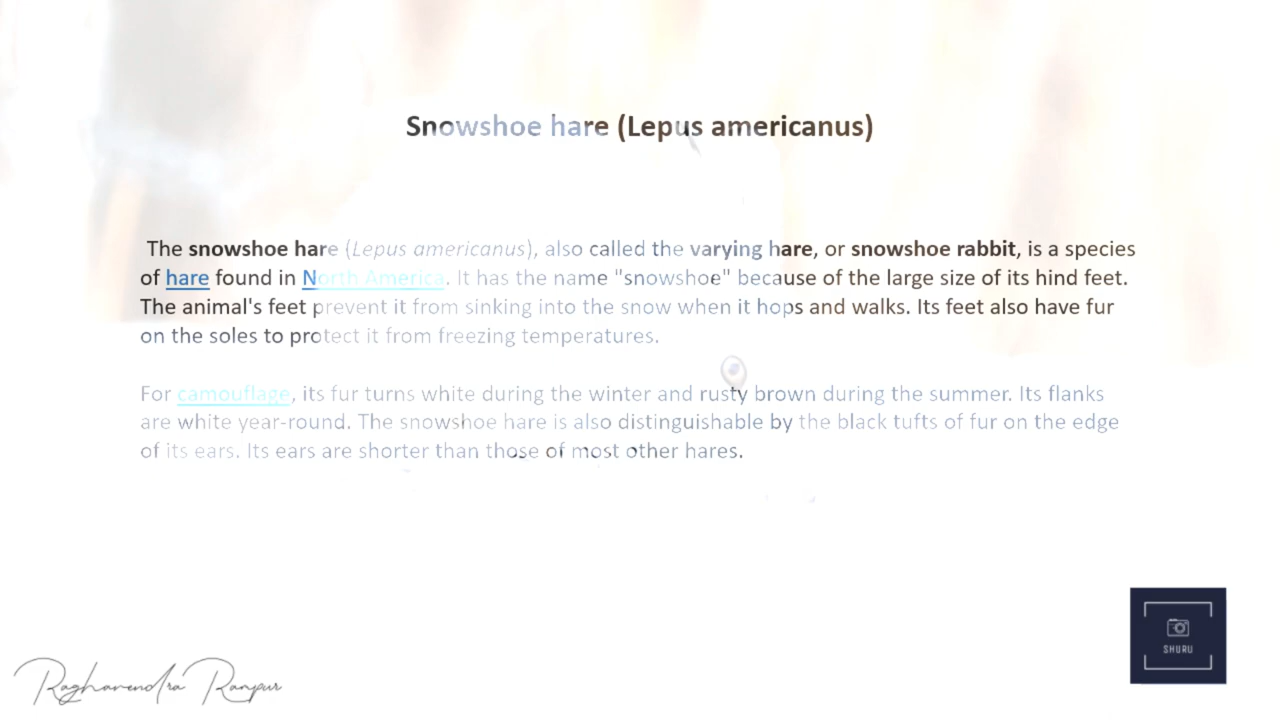 Snowshoe hare (Lepus americanus)
The snowshoe hare (Lepus americanus), also called the varying hare, or snowshoe rabbit, is a species
of hare found in North America. It has the name "snowshoe" because of the large size of its hind feet.
The animal's feet prevent it from sinking into the snow when it hops and walks. Its feet also have fur
on the soles to protect it from freezing temperatures.
For camouflage, its fur turns white during the winter and rusty brown during the summer. Its flanks
are white year-round. The snowshoe hare is also distinguishable by the black tufts of fur on the edge
of its ears. Its ears are shorter than those of most other hares.
SHURU
Raghavendra Ranpur